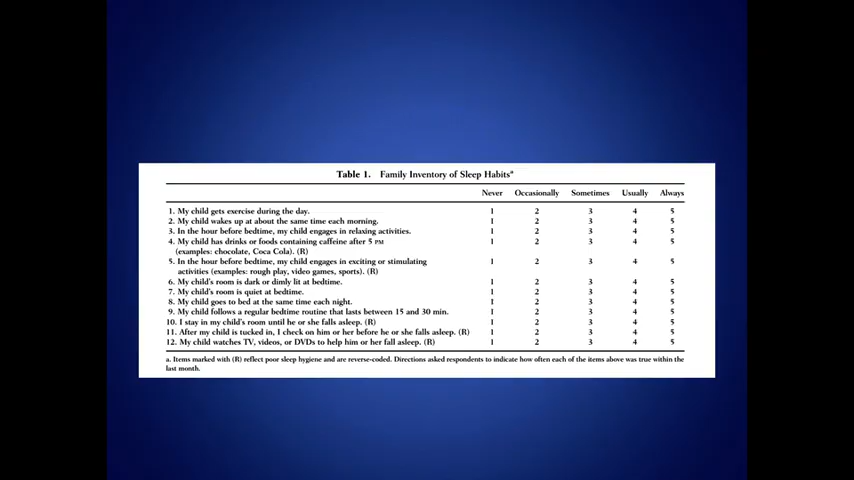 Table 1. Family Inventory of Sleep Habitsª
Never Occasionally Sometimes Usually Always
1. My child gets exercise during the day. 1 2 3 4 5
2. My child wakes up at about the same time each morning. 1 2 3 4 5
3. In the hour before bedtime, my child engages in relaxing activities. 1 2 3 4 5
4. My child has drinks or foods containing caffeine after 5 PM 1 2 3 4 5
(examples: chocolate, Coca Cola). (R)
5. In the hour before bedtime, my child engages in exciting or stimulating 1 2 3 4 5
activities (examples: rough play, video games, sports). (R)
6. My child's room is dark or dimly lit at bedtime. 1 2 3 4 5
7. My child's room is quiet at bedtime. 1 2 3 4 5
8. My child goes to bed at the same time each night. 1 2 3 4 5
9. My child follows a regular bedtime routine that lasts between 15 and 30 min. 1 2 3 4 5
10. I stay in my child's room until he or she falls asleep. (R) 1 2 3 4 5
11. After my child is tucked in, I check on him or her before he or she falls asleep. (R) 1 2 3 4 5
12. My child watches TV, videos, or DVDs to help him or her fall asleep. (R) 1 2 3 4 5
a. Items marked with (R) reflect poor sleep hygiene and are reverse-coded. Directions asked respondents to indicate how often each of the items above was true within the
last month.